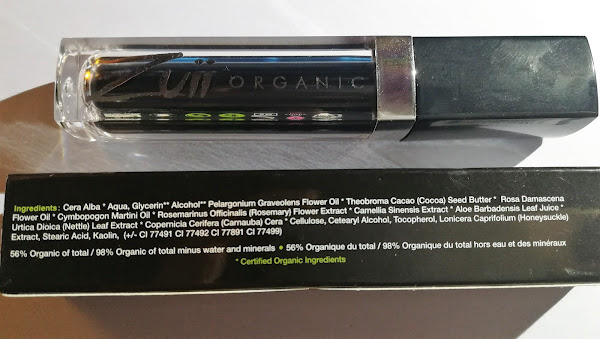 Zuii ORGANIC
Ingredients: Cera Alba * Aqua, Glycerin** Alcohol** Pelargonium Graveolens Flower Oil * Theobroma Cacao (Cocoa) Seed Butter * Rosa Damascena
Flower Oil * Cymbopogon Martini Oil * Rosemarinus Officinalis (Rosemary) Flower Extract * Camellia Sinensis Extract * Aloe Barbadensis Leaf Juice *
Urtica Dioica (Nettle) Leaf Extract * Copernicia Cerifera (Carnauba) Cera * Cellulose, Cetearyl Alcohol, Tocopherol, Lonicera Caprifolium (Honeysuckle)
Extract, Stearic Acid, Kaolin, (+/- CI 77491 CI 77492 CI 77891 CI 77499)
56% Organic of total / 98% Organic of total minus water and minerals • 56% Organique du total / 98% Organique du total hors eau et des minéraux
* Certified Organic Ingredients